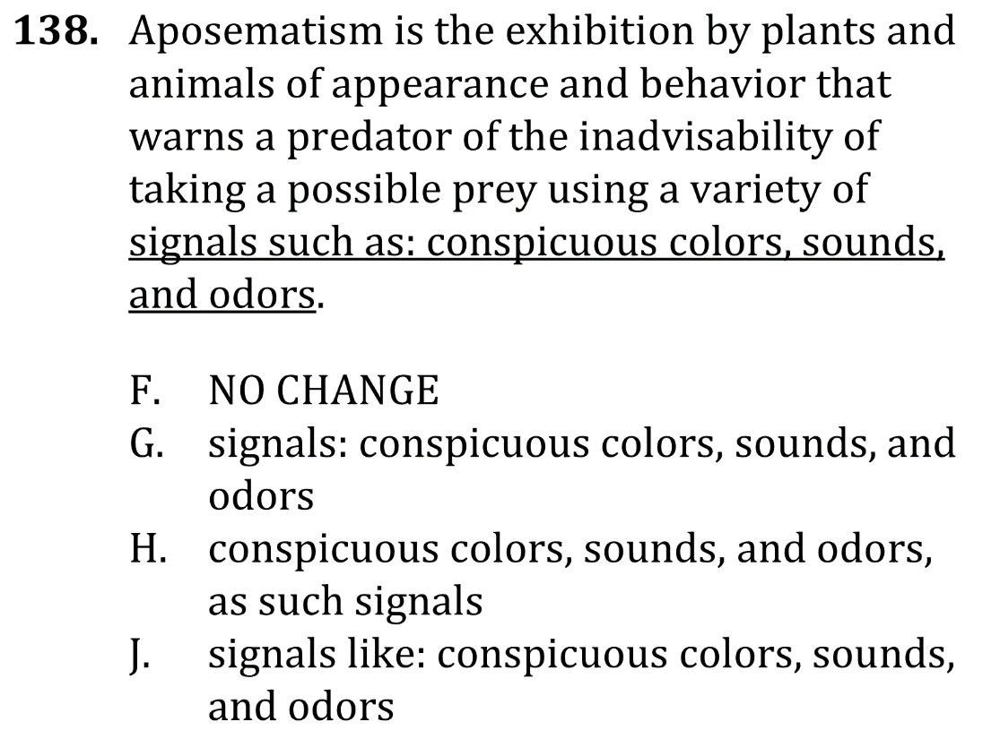 138. Aposematism is the exhibition by plants and
animals of appearance and behavior that
warns a predator of the inadvisability of
taking a possible prey using a variety of
signals such as: conspicuous colors, sounds,
and odors.
F. NO CHANGE
G. signals: conspicuous colors, sounds, and
odors
H. conspicuous colors, sounds, and odors,
as such signals
J. signals like: conspicuous colors, sounds,
and odors